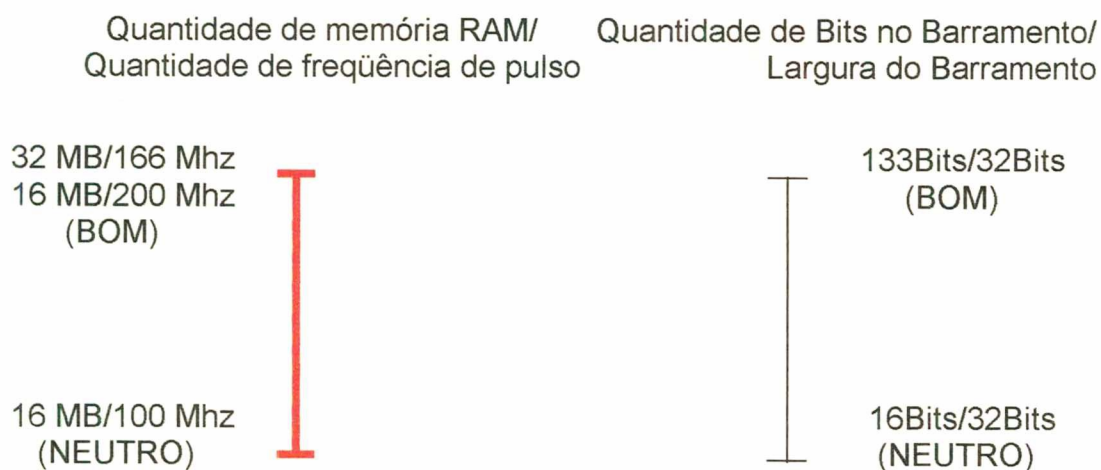 Quantidade de memória RAM/
Quantidade de freqüência de pulso
32 MB/166 Mhz
16 MB/200 Mhz
(BOM)
16 MB/100 Mhz
(NEUTRO)
Quantidade de Bits no Barramento/
Largura do Barramento
133Bits/32Bits
(BOM)
16Bits/32Bits
(NEUTRO)